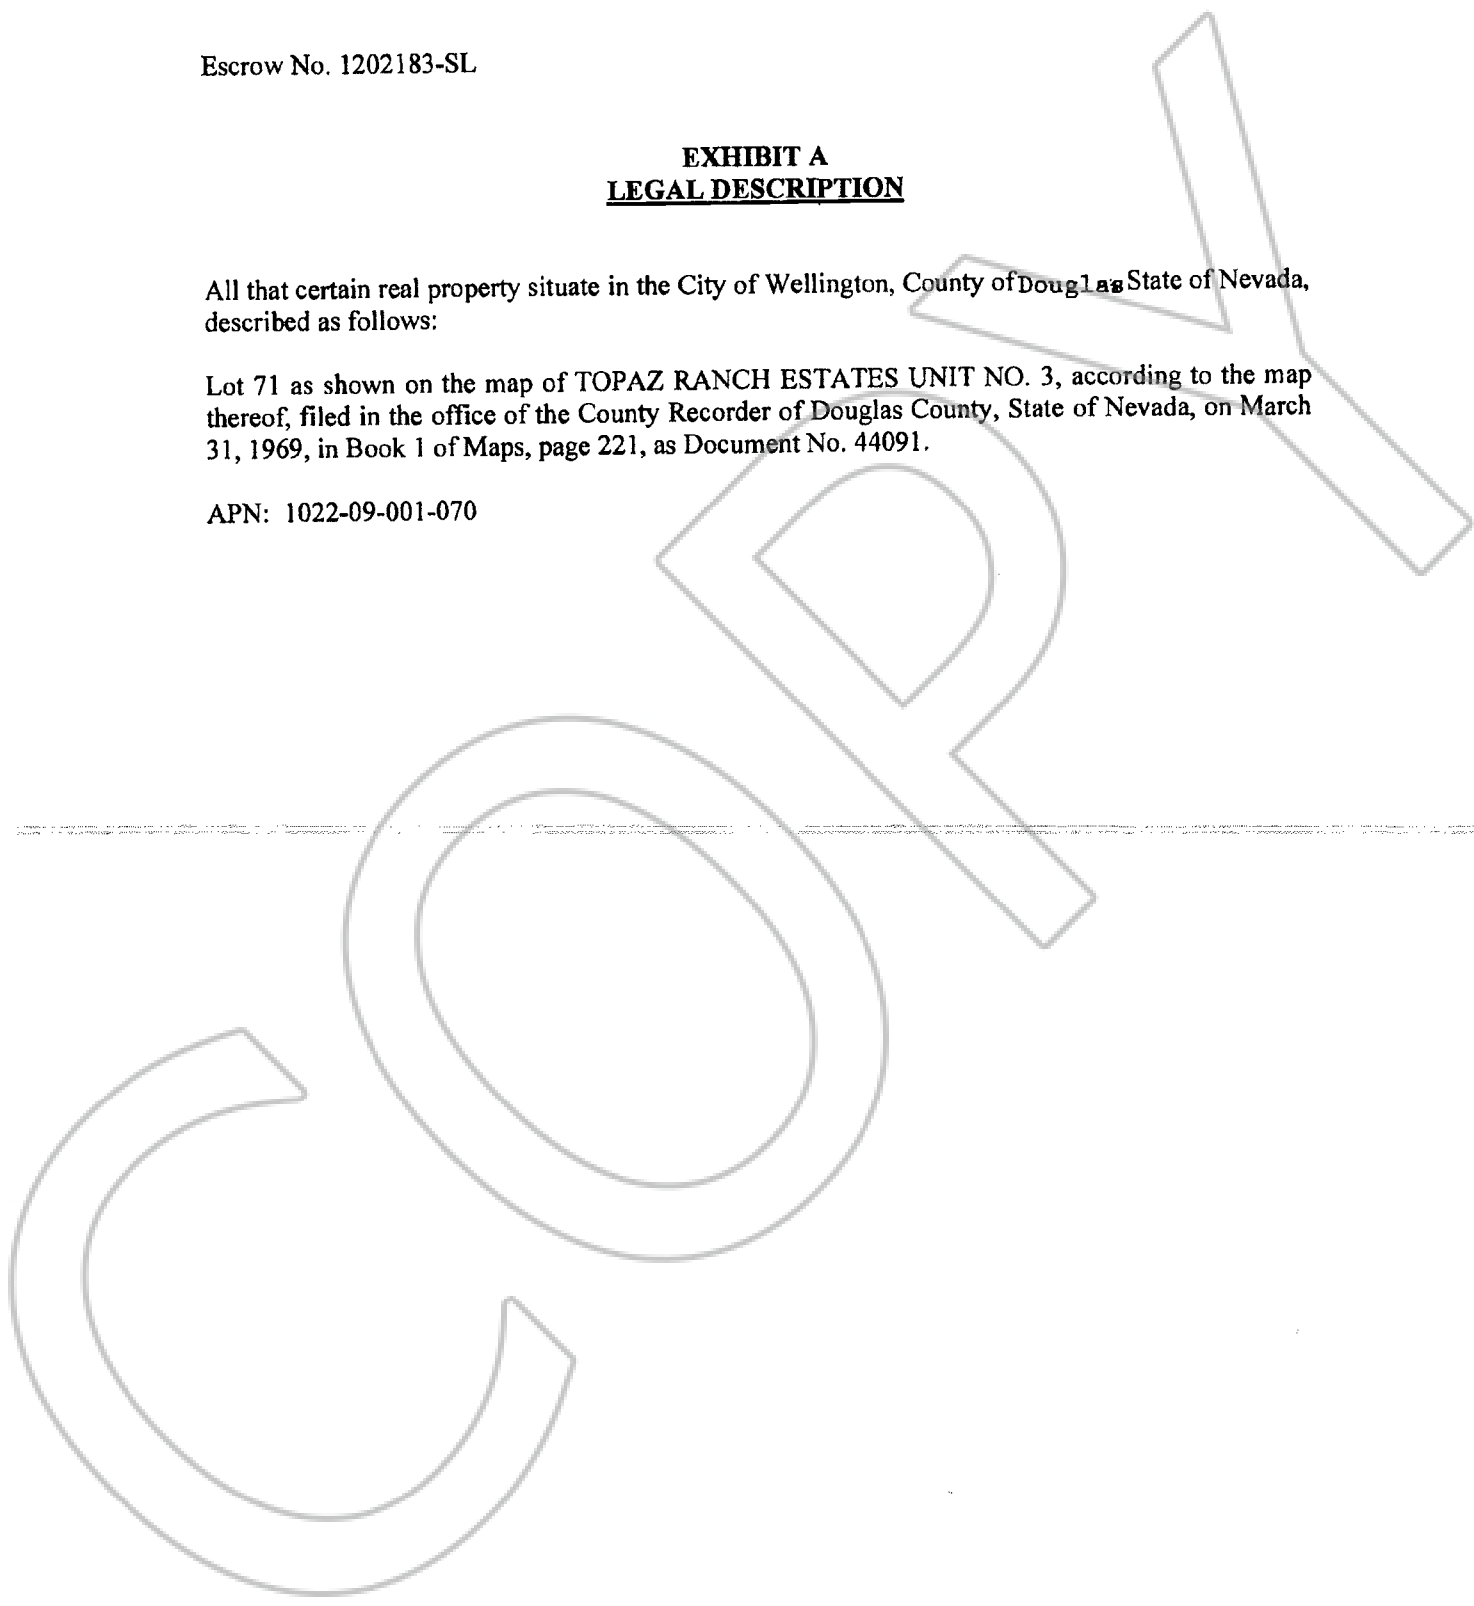 Escrow No. 1202183-SL
EXHIBIT A
LEGAL DESCRIPTION
All that certain real property situate in the City of Wellington, County of Douglas State of Nevada,
described as follows:
Lot 71 as shown on the map of TOPAZ RANCH ESTATES UNIT NO. 3, according to the map
thereof, filed in the office of the County Recorder of Douglas County, State of Nevada, on March
31, 1969, in Book 1 of Maps, page 221, as Document No. 44091.
APN: 1022-09-001-070
COPY